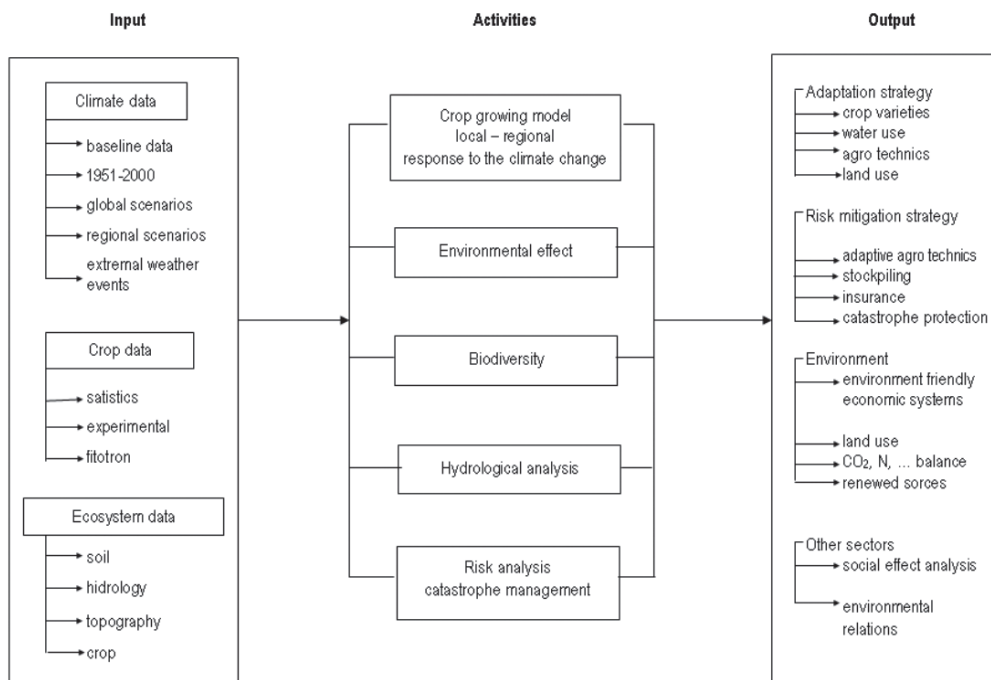 Input
Activities
Output
Climate data
baseline data
1951-2000
global scenarios
regional scenarios
extremal weather
events
Crop data
satistics
experimental
fitotron
Ecosystem data
soil
hidrology
topography
crop
Crop growing model
local – regional
response to the climate change
Environmental effect
Biodiversity
Hydrological analysis
Risk analysis
catastrophe management
Adaptation strategy
crop varieties
water use
agro technics
land use
Risk mitigation strategy
adaptive agro technics
stockpiling
insurance
catastrophe protection
Environment
environment friendly
economic systems
land use
CO₂, N, ... balance
renewed sorces
Other sectors
social effect analysis
environmental
relations